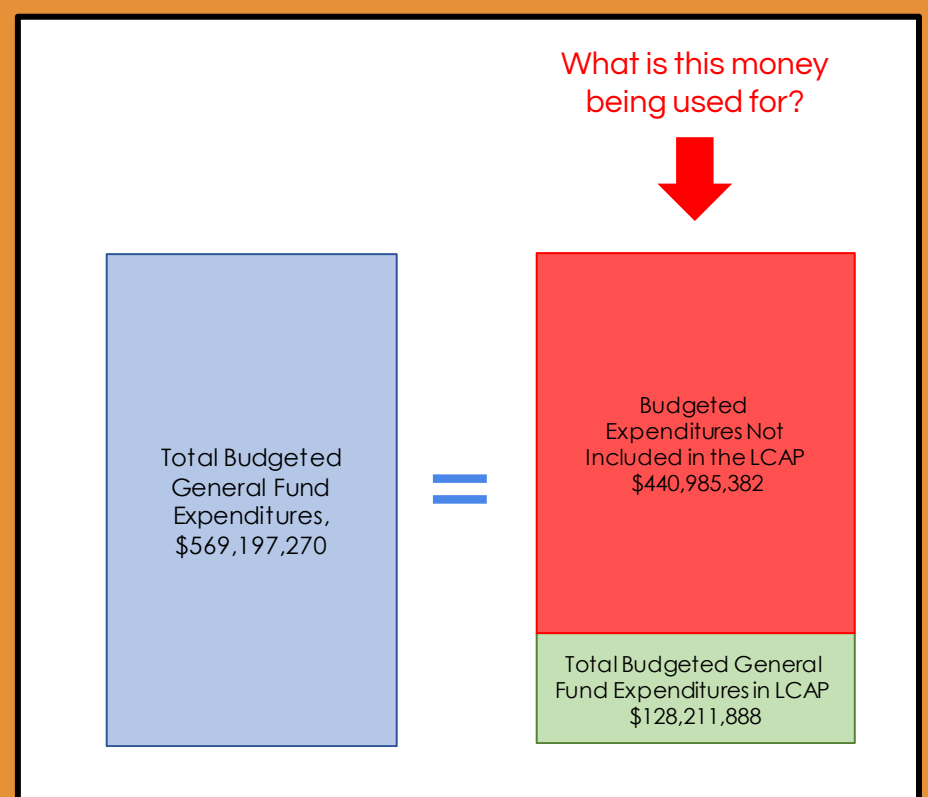 What is this money
being used for?
Total Budgeted
General Fund
Expenditures,
$569,197,270
Budgeted
Expenditures Not
Included in the LCAP
$440,985,382
Total Budgeted General
Fund Expenditures in LCAP
$128,211,888